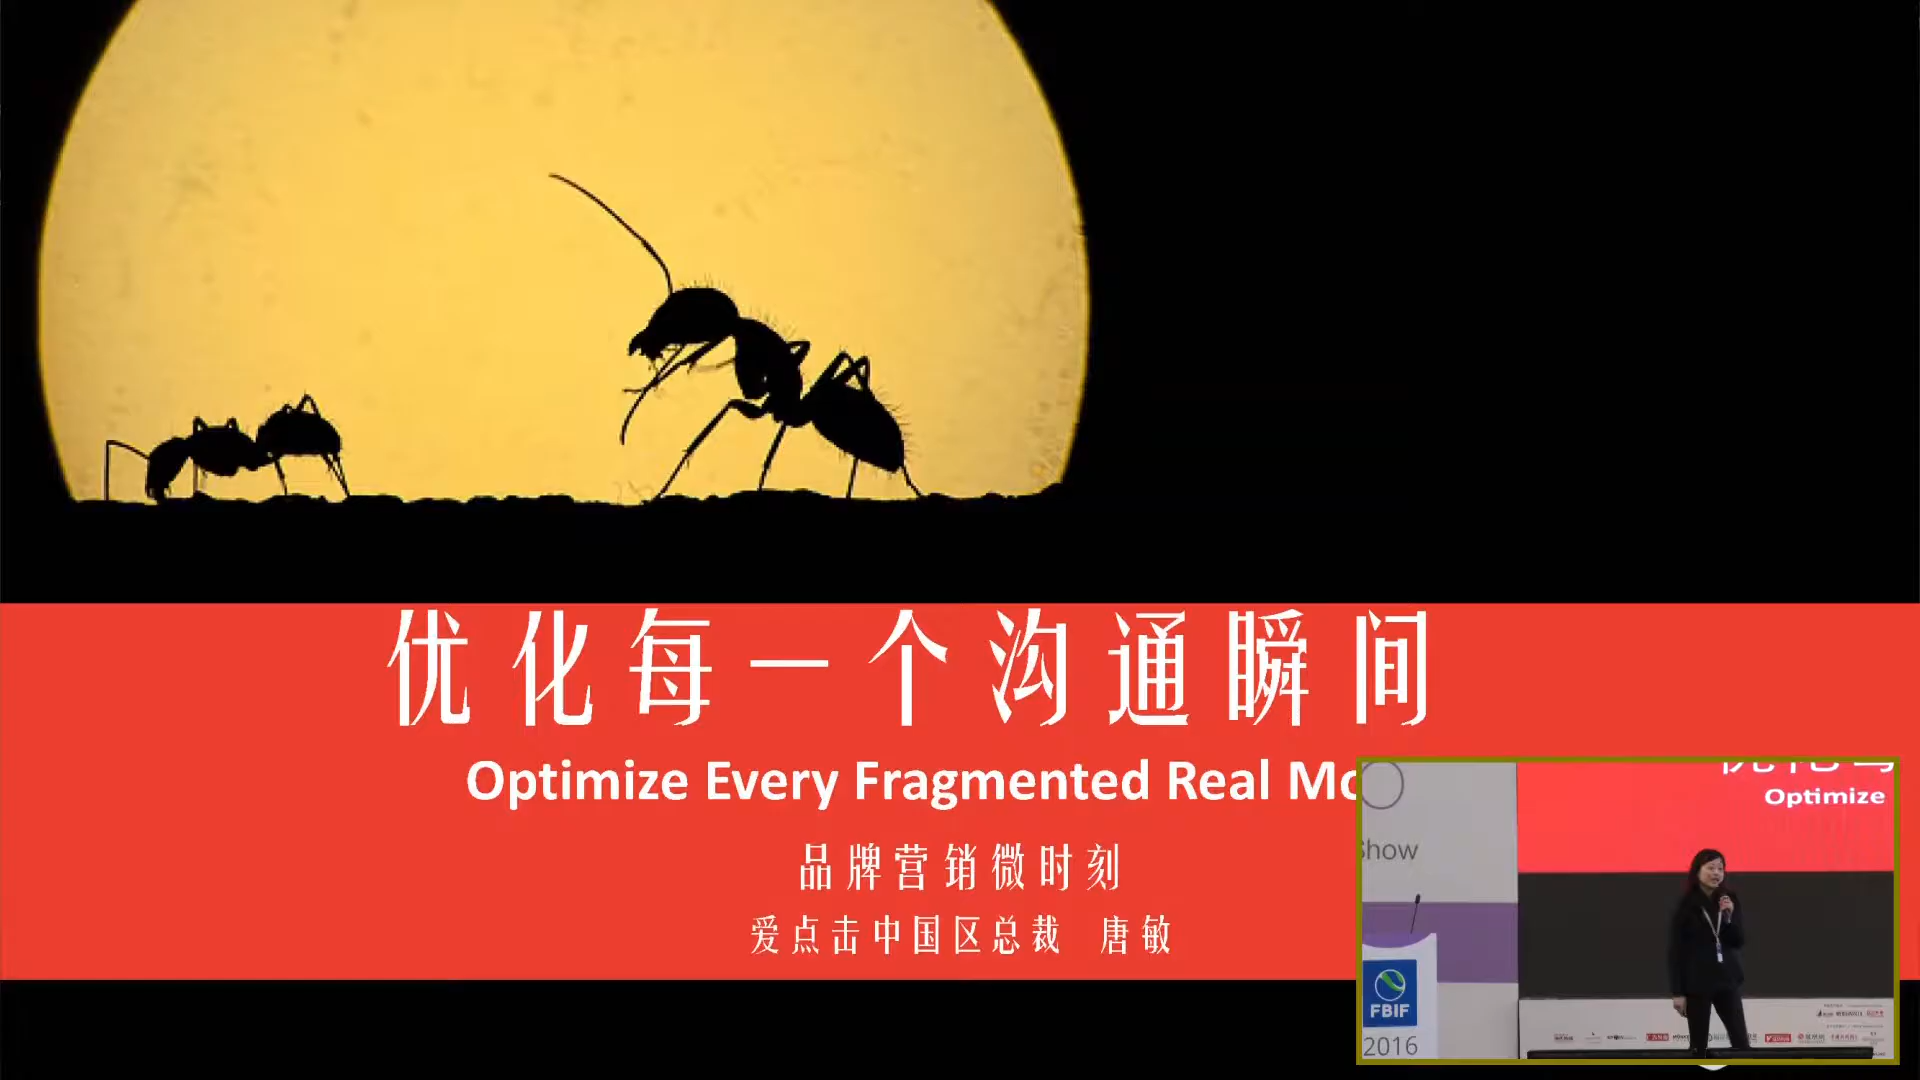 优化每一个沟通瞬间
Optimize Every Fragmented Real Mo
品牌营销微时刻
爱点击中国区总裁 唐敏
Optimize
Show
FBIF
2016